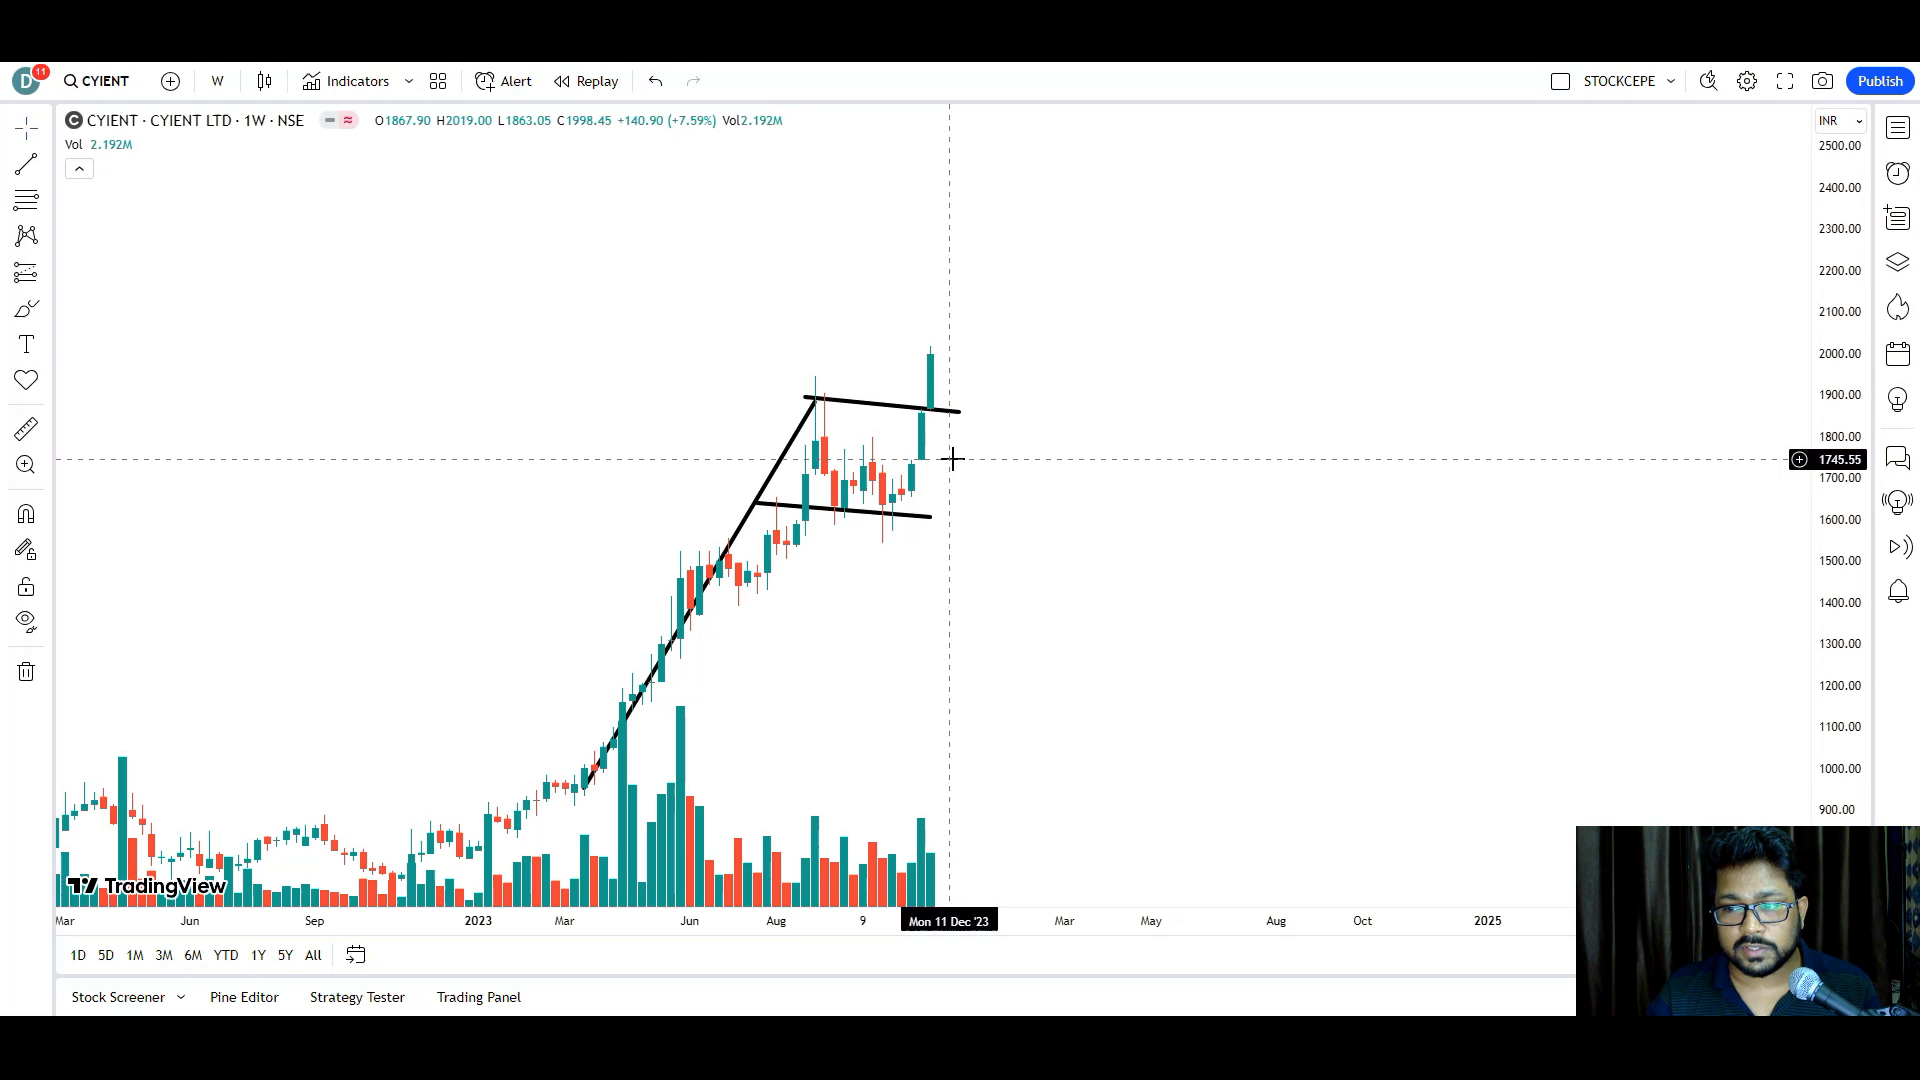 D 11 CYIENT W Indicators Alert Replay STOCKCEPE Publish
C CYIENT · CYIENT LTD · 1W · NSE O1867.90 H2019.00 L1863.05 C1998.45 +140.90 (+7.59%) Vol2.192M INR
Vol 2.192M
2500.00
2400.00
2300.00
2200.00
2100.00
2000.00
1900.00
1800.00
1745.55
1700.00
1600.00
1500.00
1400.00
1300.00
1200.00
1100.00
1000.00
900.00
TradingView
Mar Jun Sep 2023 Mar Jun Aug 9 Mon 11 Dec '23 Mar May Aug Oct 2025
1D 5D 1M 3M 6M YTD 1Y 5Y All
Stock Screener Pine Editor Strategy Tester Trading Panel